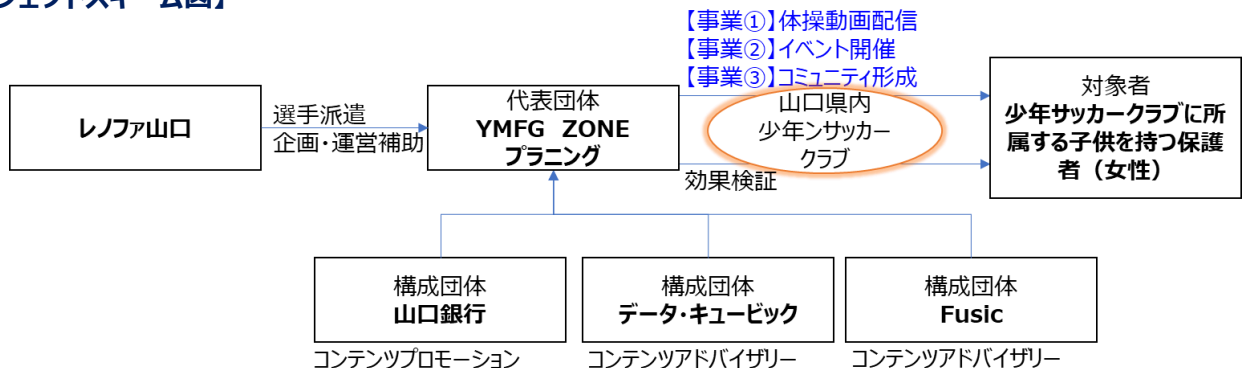 ジェクトスキーム図】
【事業①】体操動画配信
【事業②】イベント開催
【事業③】コミュニティ形成
レノファ山口
選手派遣
企画・運営補助
代表団体
YMFG ZONE
プラニング
山口県内
少年ンサッカー
クラブ
効果検証
対象者
少年サッカークラブに所
属する子供を持つ保護
者（女性）
構成団体
山口銀行
コンテンツプロモーション
構成団体
データ・キュービック
コンテンツアドバイザリー
構成団体
Fusic
コンテンツアドバイザリー